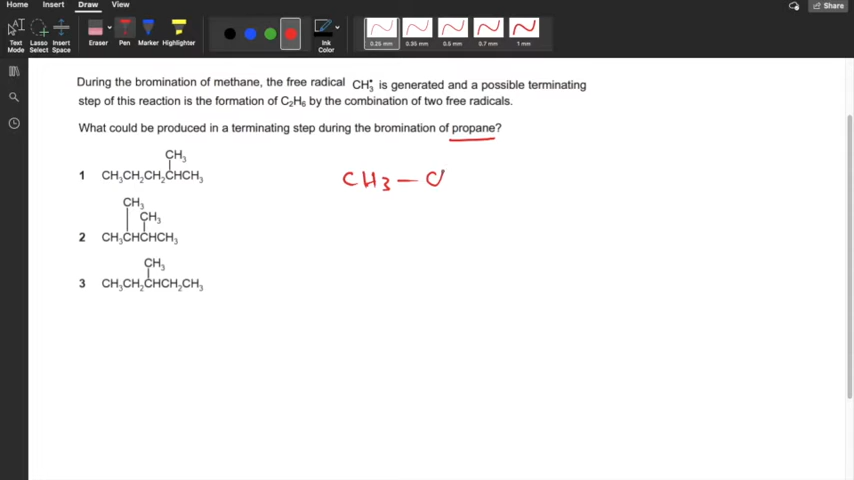 Home Insert Draw View
Share
Text Mode
Lasso Select
Insert Space
Eraser
Pen
Marker
Highlighter
Ink Color
0.25 mm
0.35 mm
0.5 mm
0.7 mm
1 mm
During the bromination of methane, the free radical CH₃• is generated and a possible terminating
step of this reaction is the formation of C₂H₆ by the combination of two free radicals.
What could be produced in a terminating step during the bromination of propane?
CH₃
1 CH₃CH₂CH₂CHCH₃
CH3 — C
CH₃
CH₃
2 CH₃CHCHCH₃
CH₃
3 CH₃CH₂CHCH₂CH₃